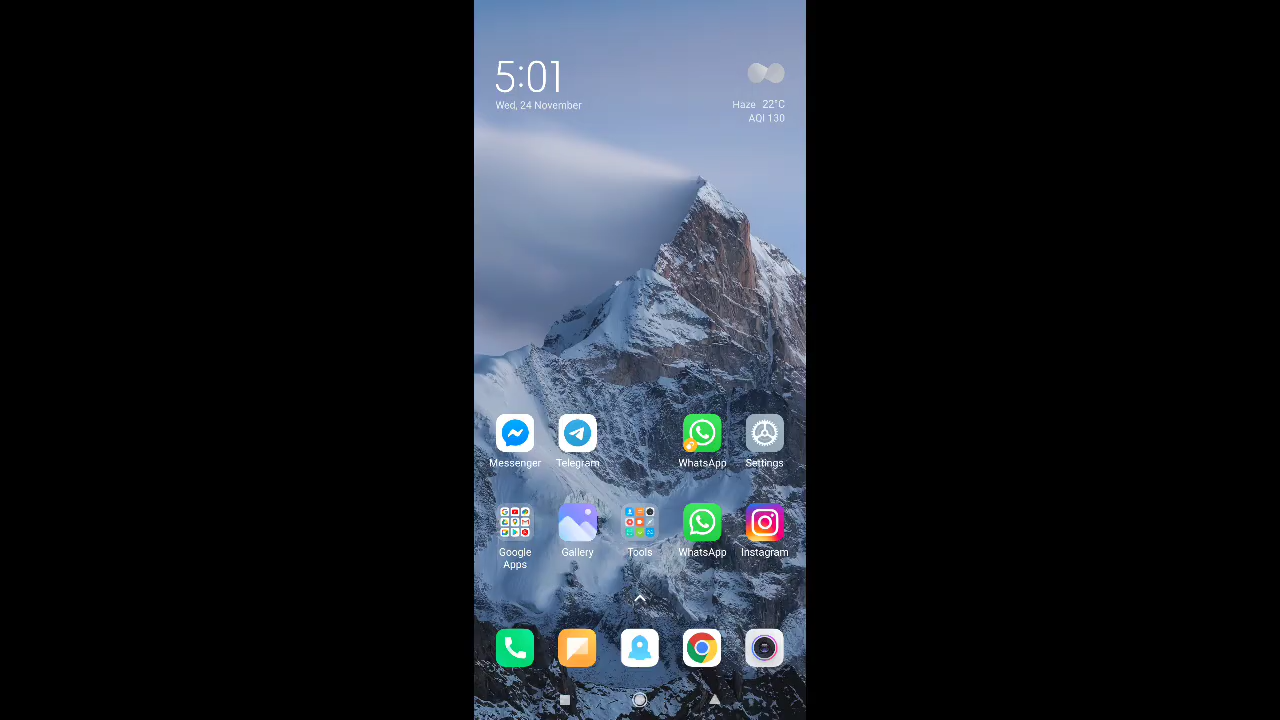 5:01
Wed, 24 November
Haze 22°C
AQI 130
Messenger
Telegram
WhatsApp
Settings
Google
Apps
Gallery
Tools
WhatsApp
Instagram